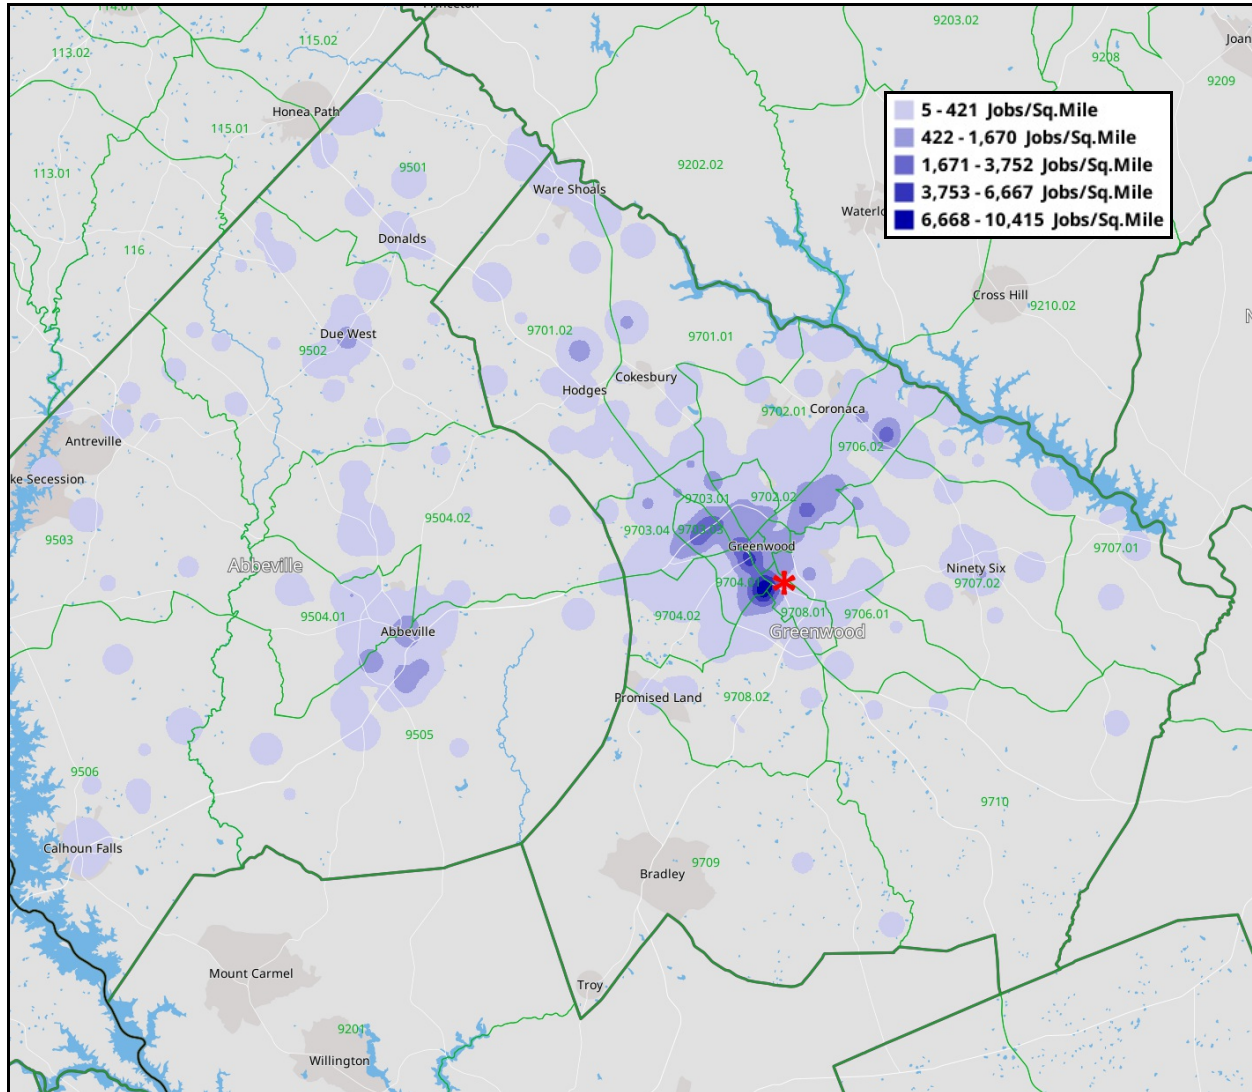 114.01
Princeton
9203.02
115.02
113.02
9208
Joan
9209
5 - 421 Jobs/Sq.Mile
422 - 1,670 Jobs/Sq.Mile
1,671 - 3,752 Jobs/Sq.Mile
3,753 - 6,667 Jobs/Sq.Mile
6,668 - 10,415 Jobs/Sq.Mile
Honea Path
115.01
9501
9202.02
113.01
Ware Shoals
Waterlo
116
Donalds
Cross Hill
9210.02
N
Due West
9502
9701.02
9701.01
Cokesbury
Hodges
9702.01
Coronaca
Antreville
9706.02
ke Secession
9703.01
9702.02
9504.02
9703.04
9503
Greenwood
9707.01
Abbeville
Ninety Six
9707.02
9504.01
9704.02
9708.01
9706.01
Abbeville
Greenwood
Promised Land
9708.02
9505
9506
9710
Calhoun Falls
9709
Bradley
Mount Carmel
Troy
9201
Willington